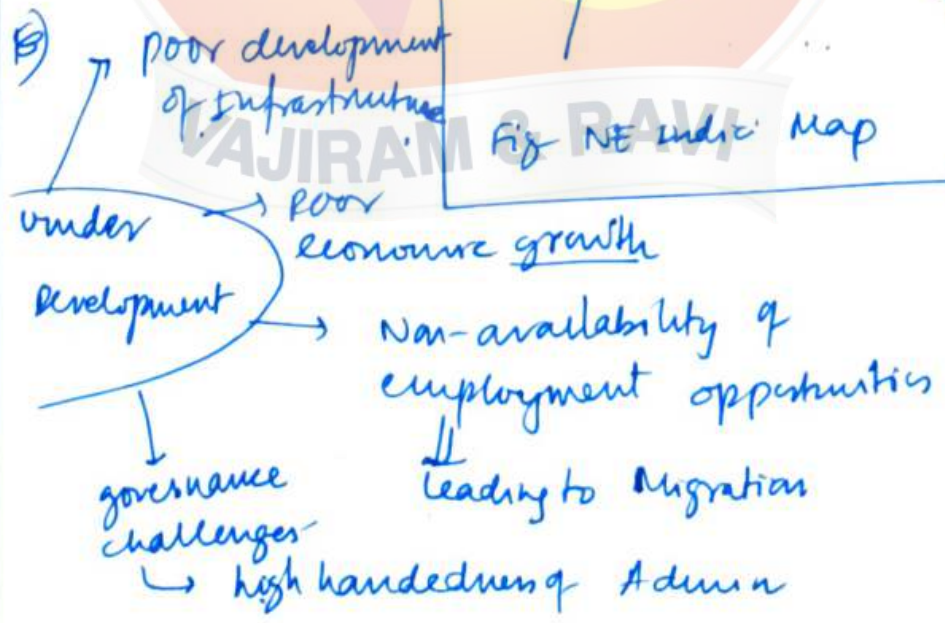 B)
Poor development
of Infrastructure
VAJIRAM & RAVI
Fig NE India Map
Under
Development
Poor
economic growth
Non-availability of
employment opportunities
leading to Migration
governance
challenges
high handedness of Admin